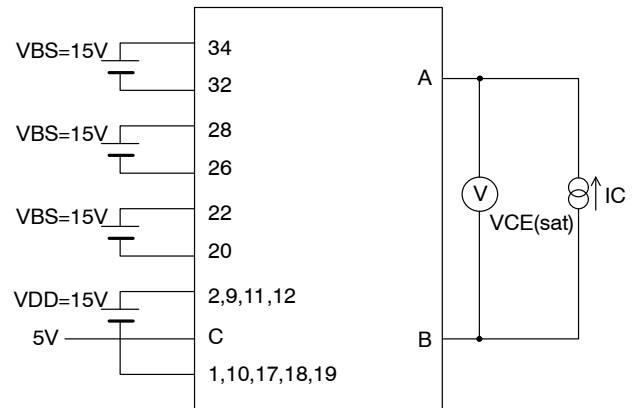 VBS=15V
34
32
A
VBS=15V
28
26
VBS=15V
22
20
V
IC
VCE(sat)
VDD=15V
2,9,11,12
5V
C
B
1,10,17,18,19